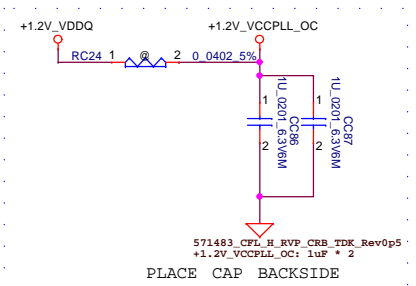 +1.2V_VDDQ
+1.2V_VCCPLL_OC
RC24 1 @ 2 0_0402_5%
1 1
1U_0201_6.3V6M
CC86
1U_0201_6.3V6M
CC87
2 2
571483_CFL_H_RVP_CRB_TDK_Rev0p5
+1.2V_VCCPLL_OC: 1uF * 2
PLACE CAP BACKSIDE